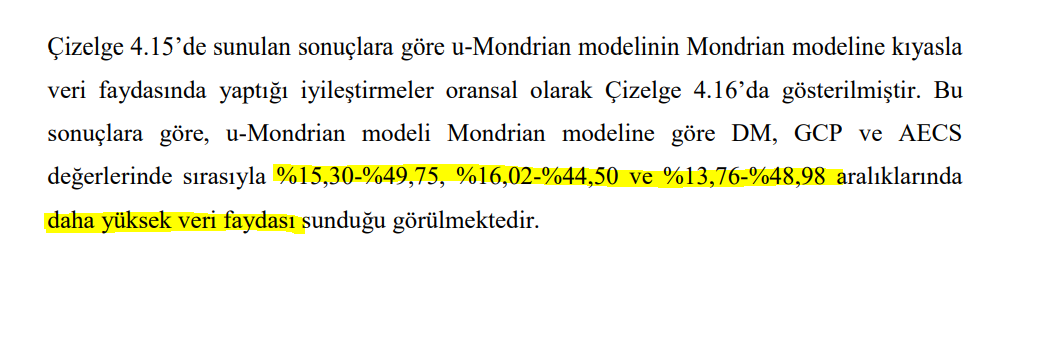 Çizelge 4.15’de sunulan sonuçlara göre u-Mondrian modelinin Mondrian modeline kıyasla
veri faydasında yaptığı iyileştirmeler oransal olarak Çizelge 4.16’da gösterilmiştir. Bu
sonuçlara göre, u-Mondrian modeli Mondrian modeline göre DM, GCP ve AECS
değerlerinde sırasıyla %15,30-%49,75, %16,02-%44,50 ve %13,76-%48,98 aralıklarında
daha yüksek veri faydası sunduğu görülmektedir.